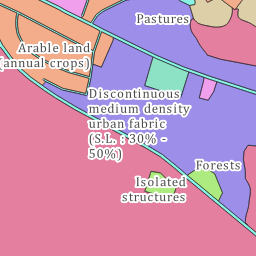 Pastures
Arable land
(annual crops)
Discontinuous
medium density
urban fabric
(S.L. : 30% -
50%)
Forests
Isolated
structures